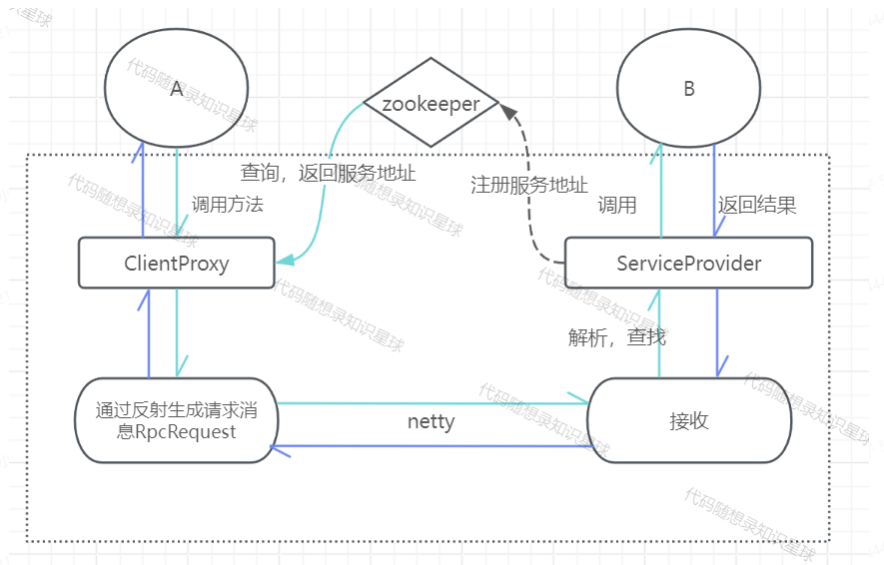 知识星球
A
zookeeper
B
代码随想录知识星球
查询，返回服务地址
代码随想录知识星球
知识星球
调用方法
注册服务地址
调用
返回结果
ClientProxy
ServiceProvider
代码随想录知识星球
代码随想录知识星球
解析，查找
通过反射生成请求消
息RpcRequest
netty
接收
代码随想录知识星球
代码随想录知识星球
代码随想录知识星球